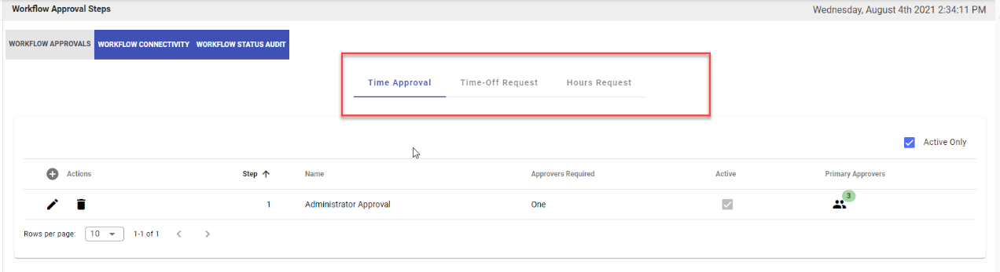 Workflow Approval Steps Wednesday, August 4th 2021 2:34:11 PM
WORKFLOW APPROVALS WORKFLOW CONNECTIVITY WORKFLOW STATUS AUDIT
Time Approval Time-Off Request Hours Request
Active Only
Actions Step Name Approvers Required Active Primary Approvers
1 Administrator Approval One 3
Rows per page: 10 1-1 of 1